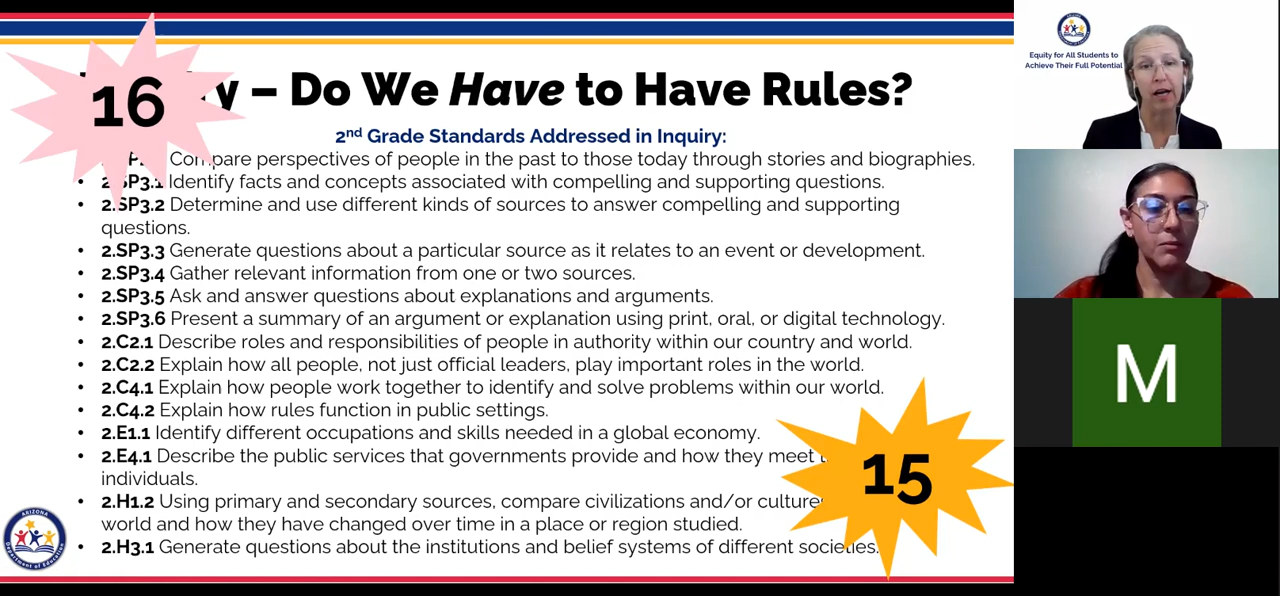 16
y – Do We Have to Have Rules?
2nd Grade Standards Addressed in Inquiry:
Compare perspectives of people in the past to those today through stories and biographies.
• 2.SP3.1 Identify facts and concepts associated with compelling and supporting questions.
• 2.SP3.2 Determine and use different kinds of sources to answer compelling and supporting
questions.
• 2.SP3.3 Generate questions about a particular source as it relates to an event or development.
• 2.SP3.4 Gather relevant information from one or two sources.
• 2.SP3.5 Ask and answer questions about explanations and arguments.
• 2.SP3.6 Present a summary of an argument or explanation using print, oral, or digital technology.
• 2.C2.1 Describe roles and responsibilities of people in authority within our country and world.
• 2.C2.2 Explain how all people, not just official leaders, play important roles in the world.
• 2.C4.1 Explain how people work together to identify and solve problems within our world.
• 2.C4.2 Explain how rules function in public settings.
• 2.E1.1 Identify different occupations and skills needed in a global economy.
• 2.E4.1 Describe the public services that governments provide and how they meet
individuals.
• 2.H1.2 Using primary and secondary sources, compare civilizations and/or cultures
world and how they have changed over time in a place or region studied.
• 2.H3.1 Generate questions about the institutions and belief systems of different societies.
15
ARIZONA
Department of Education
Equity for All Students to
Achieve Their Full Potential
M